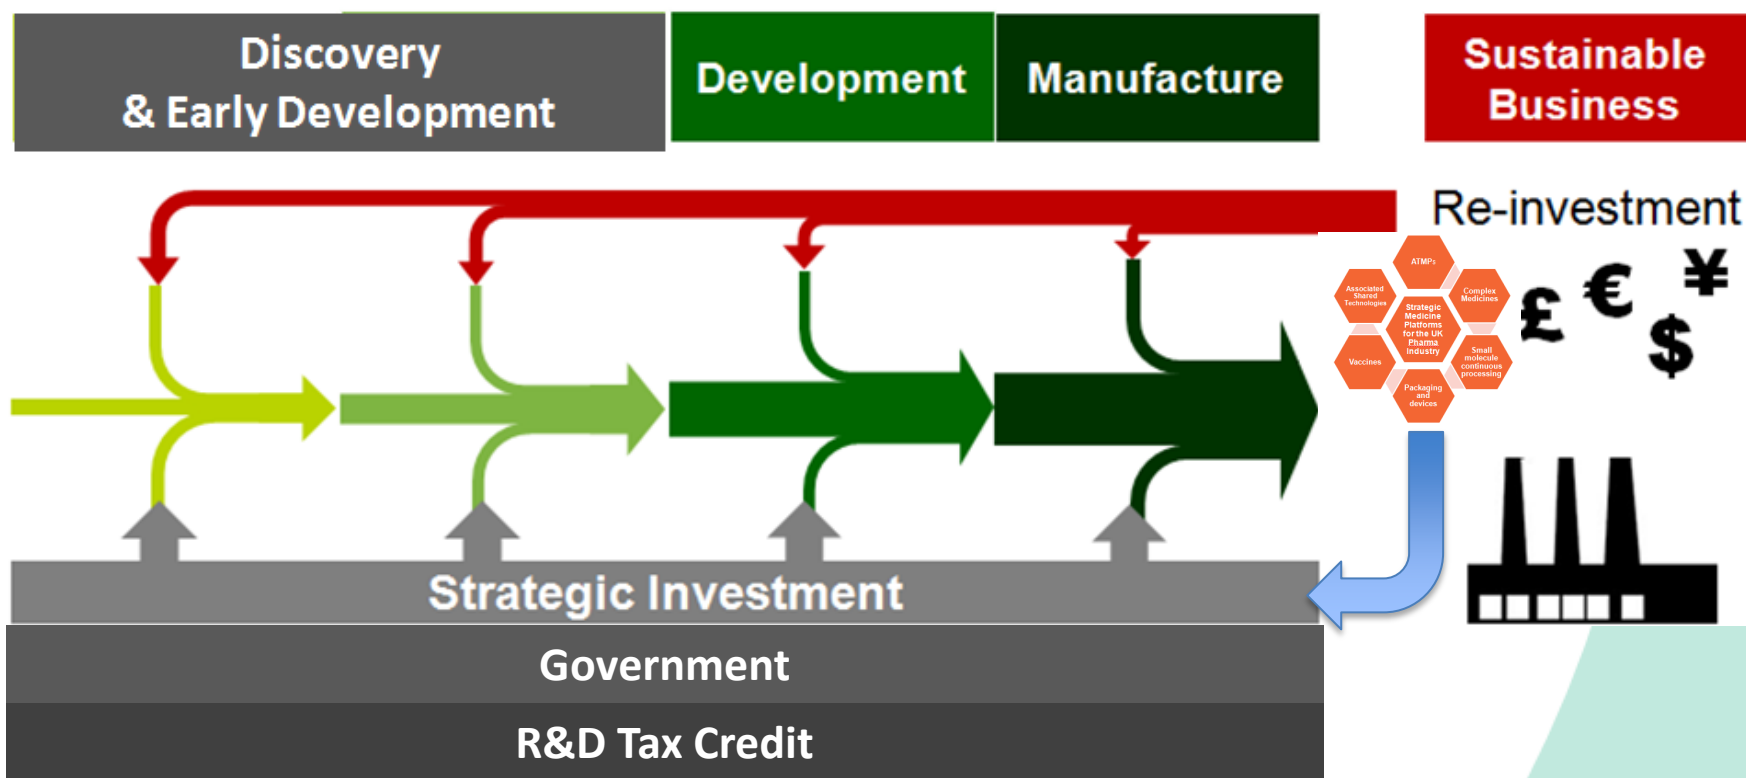 Discovery
& Early Development
Development
Manufacture
Sustainable
Business
Re-investment
ATMPs
Associated
Shared
Technologies
Complex
Medicines
Strategic
Medicine
Platforms
for the UK
Pharma
Industry
Vaccines
Small
molecule
continuous
processing
Packaging
and
devices
£ € $ ¥
Strategic Investment
Government
R&D Tax Credit